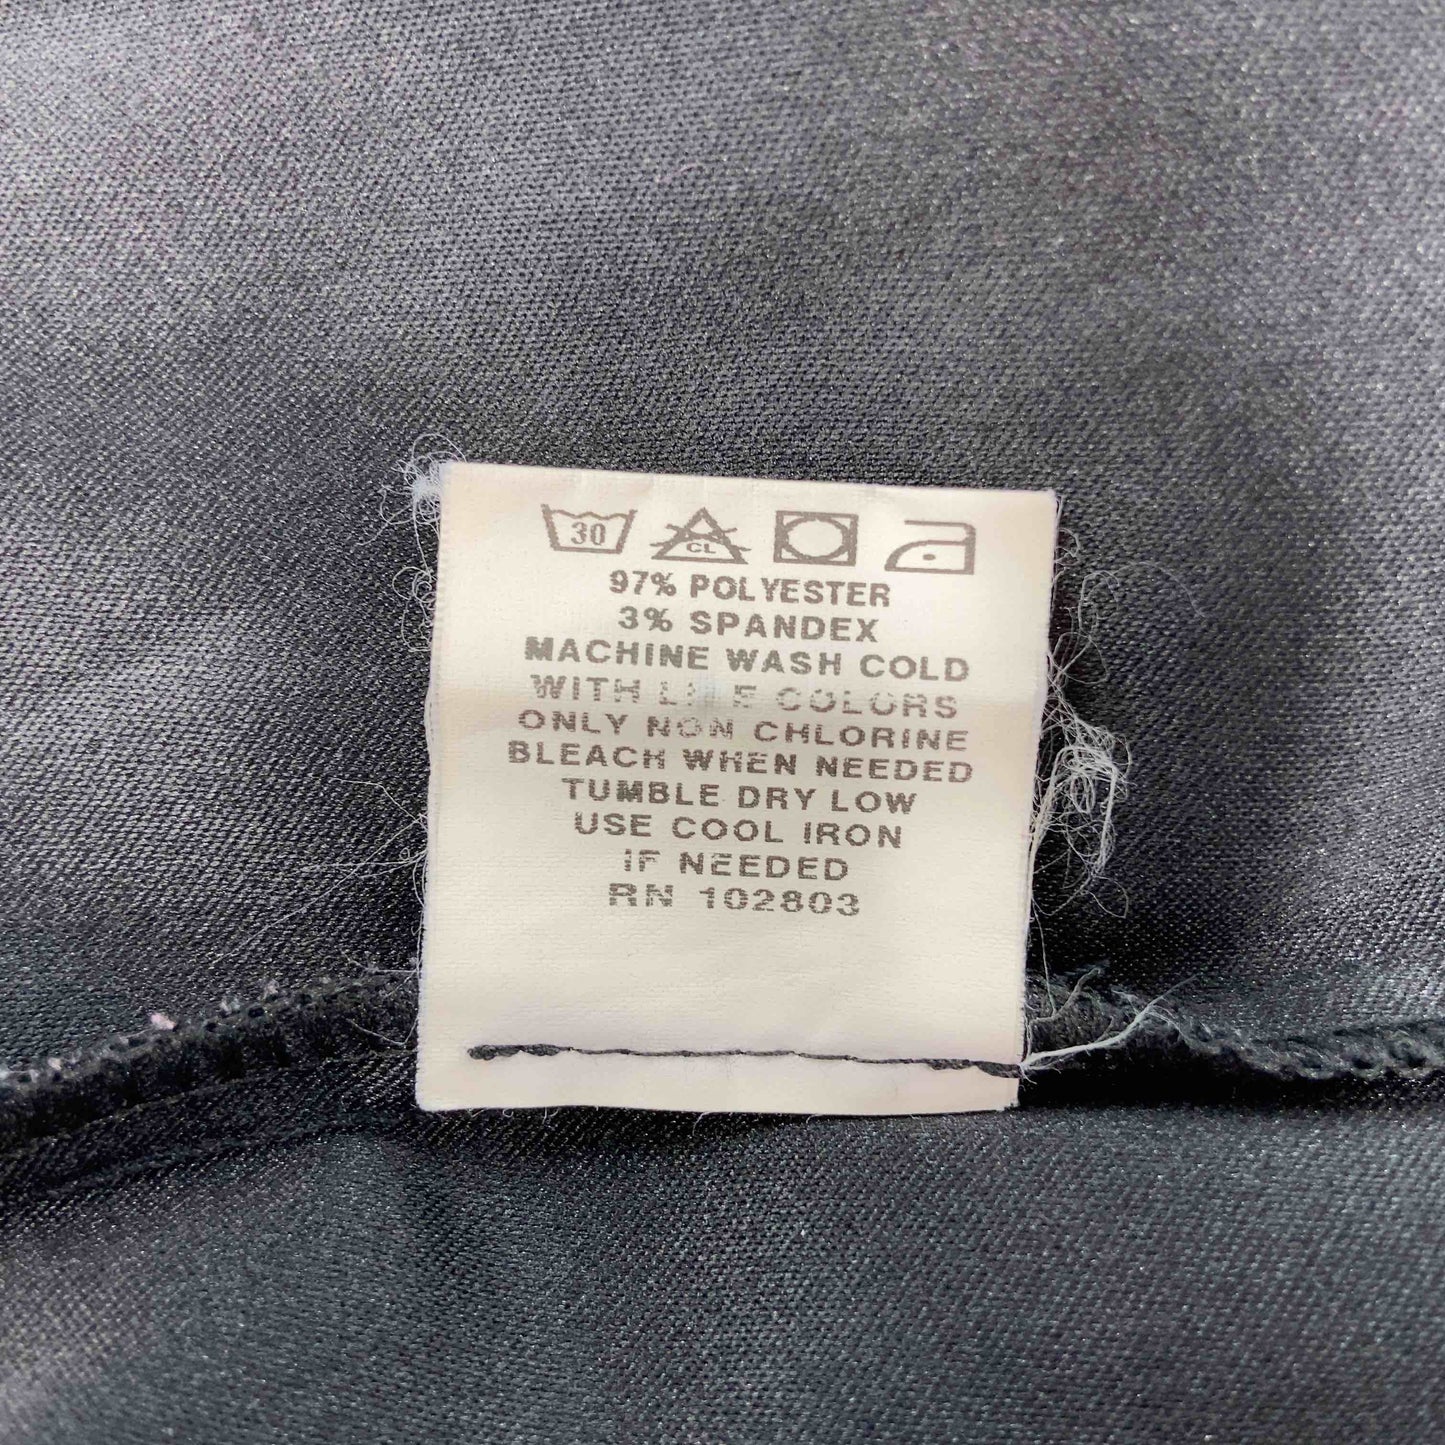 30 CL
97% POLYESTER
3% SPANDEX
MACHINE WASH COLD
WITH LIKE COLORS
ONLY NON CHLORINE
BLEACH WHEN NEEDED
TUMBLE DRY LOW
USE COOL IRON
IF NEEDED
RN 102803